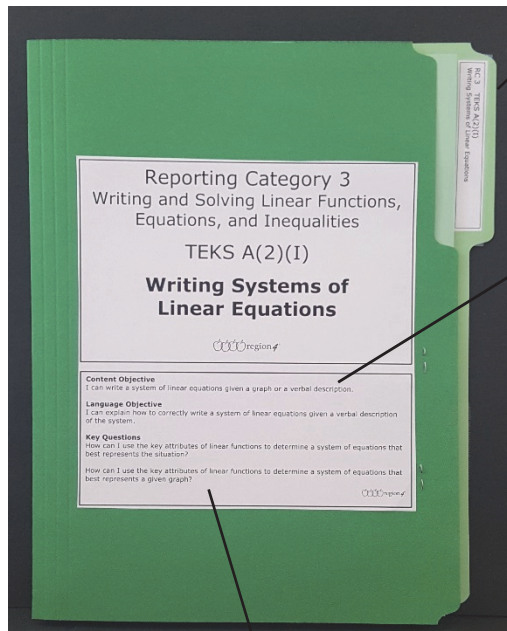 RC 3 TEKS A(2)(I)
Writing Systems of Linear Equations
Reporting Category 3
Writing and Solving Linear Functions,
Equations, and Inequalities
TEKS A(2)(I)
Writing Systems of
Linear Equations
region 4
Content Objective
I can write a system of linear equations given a graph or a verbal description.
Language Objective
I can explain how to correctly write a system of linear equations given a verbal description
of the system.
Key Questions
How can I use the key attributes of linear functions to determine a system of equations that
best represents the situation?
How can I use the key attributes of linear functions to determine a system of equations that
best represents a given graph?
region 4